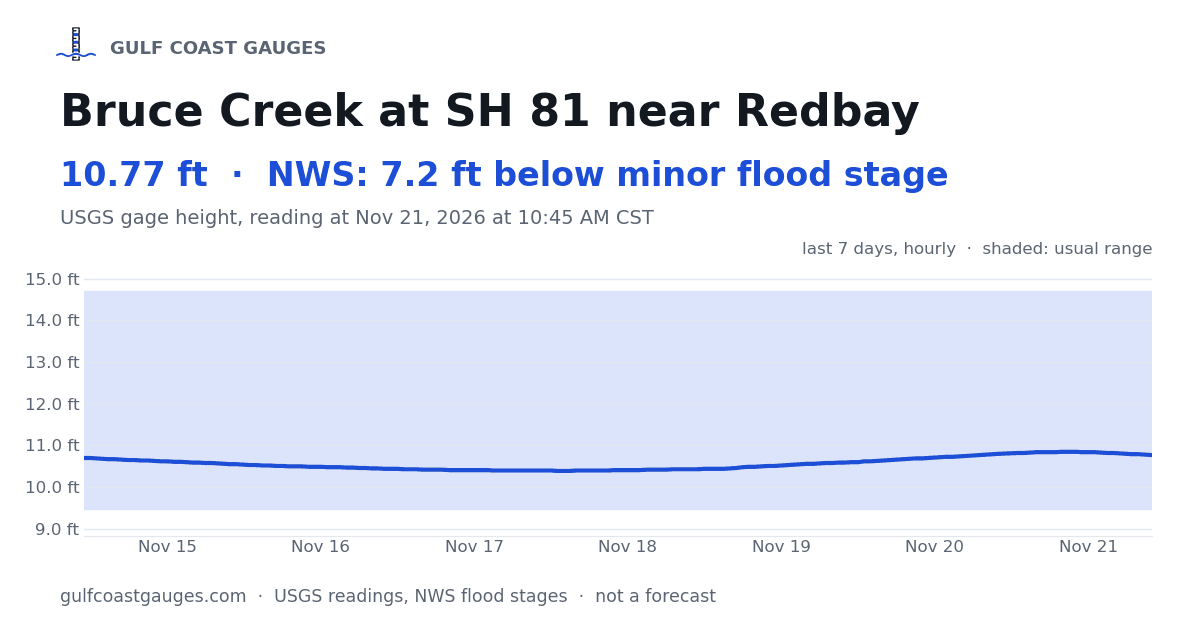 GULF COAST GAUGES
Bruce Creek at SH 81 near Redbay
10.77 ft · NWS: 7.2 ft below minor flood stage
USGS gage height, reading at Nov 21, 2026 at 10:45 AM CST
last 7 days, hourly · shaded: usual range
15.0 ft
14.0 ft
13.0 ft
12.0 ft
11.0 ft
10.0 ft
9.0 ft
Nov 15 Nov 16 Nov 17 Nov 18 Nov 19 Nov 20 Nov 21
gulfcoastgauges.com · USGS readings, NWS flood stages · not a forecast